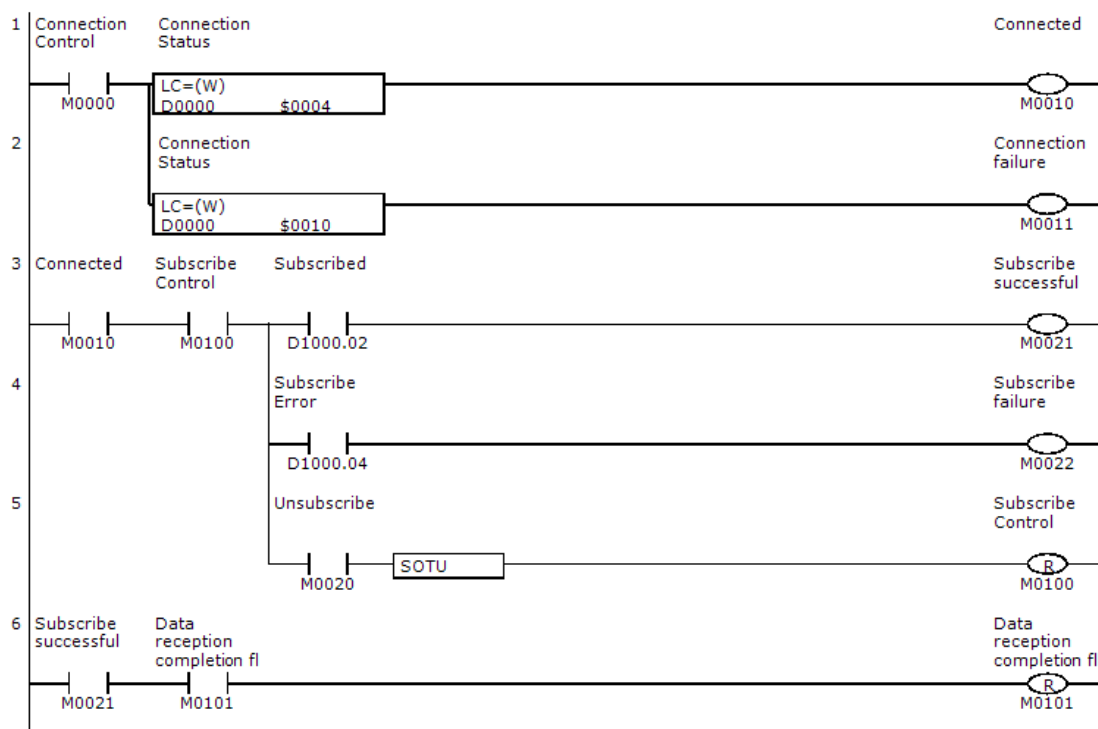 1 Connection Control Connection Status Connected
LC=(W)
M0000 D0000 $0004 M0010
2 Connection Status Connection failure
LC=(W)
D0000 $0010 M0011
3 Connected Subscribe Control Subscribed Subscribe successful
M0010 M0100 D1000.02 M0021
4 Subscribe Error Subscribe failure
D1000.04 M0022
5 Unsubscribe Subscribe Control
SOTU R
M0020 M0100
6 Subscribe successful Data reception completion fl Data reception completion fl
R
M0021 M0101 M0101